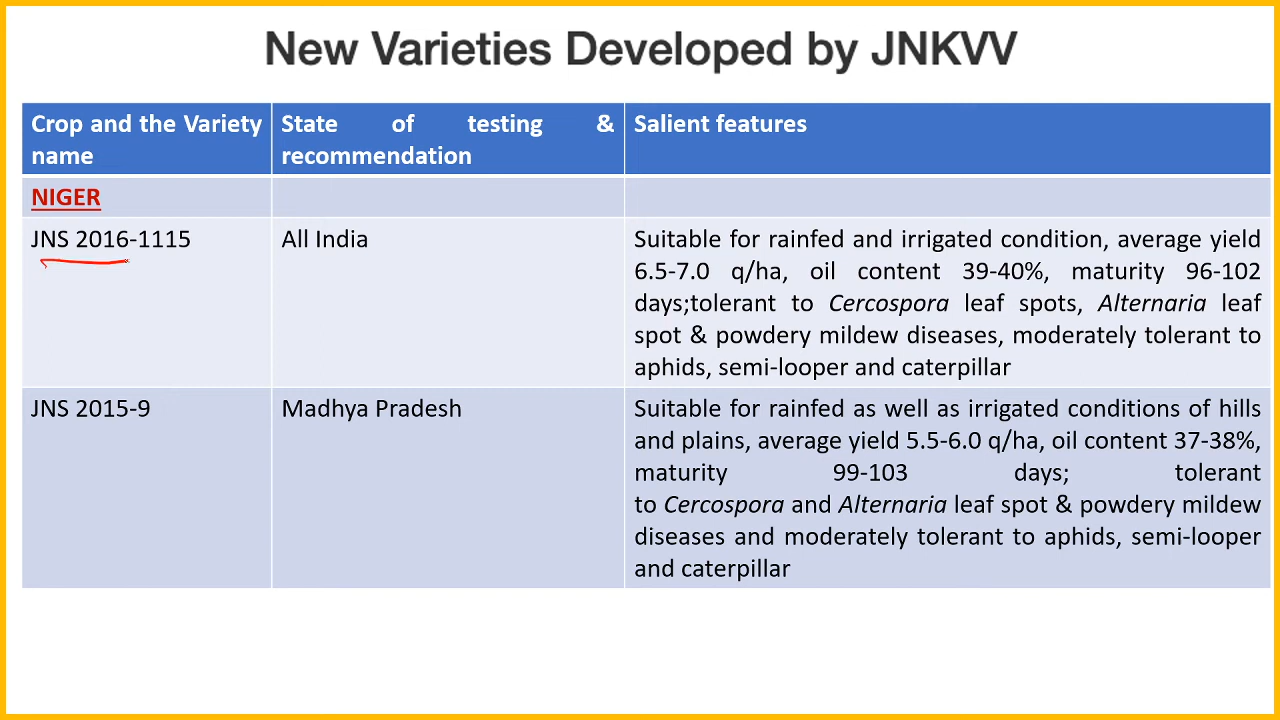 New Varieties Developed by JNKVV
Crop and the Variety name
State of testing & recommendation
Salient features
NIGER
JNS 2016-1115
All India
Suitable for rainfed and irrigated condition, average yield
6.5-7.0 q/ha, oil content 39-40%, maturity 96-102
days;tolerant to Cercospora leaf spots, Alternaria leaf
spot & powdery mildew diseases, moderately tolerant to
aphids, semi-looper and caterpillar
JNS 2015-9
Madhya Pradesh
Suitable for rainfed as well as irrigated conditions of hills
and plains, average yield 5.5-6.0 q/ha, oil content 37-38%,
maturity 99-103 days; tolerant
to Cercospora and Alternaria leaf spot & powdery mildew
diseases and moderately tolerant to aphids, semi-looper
and caterpillar